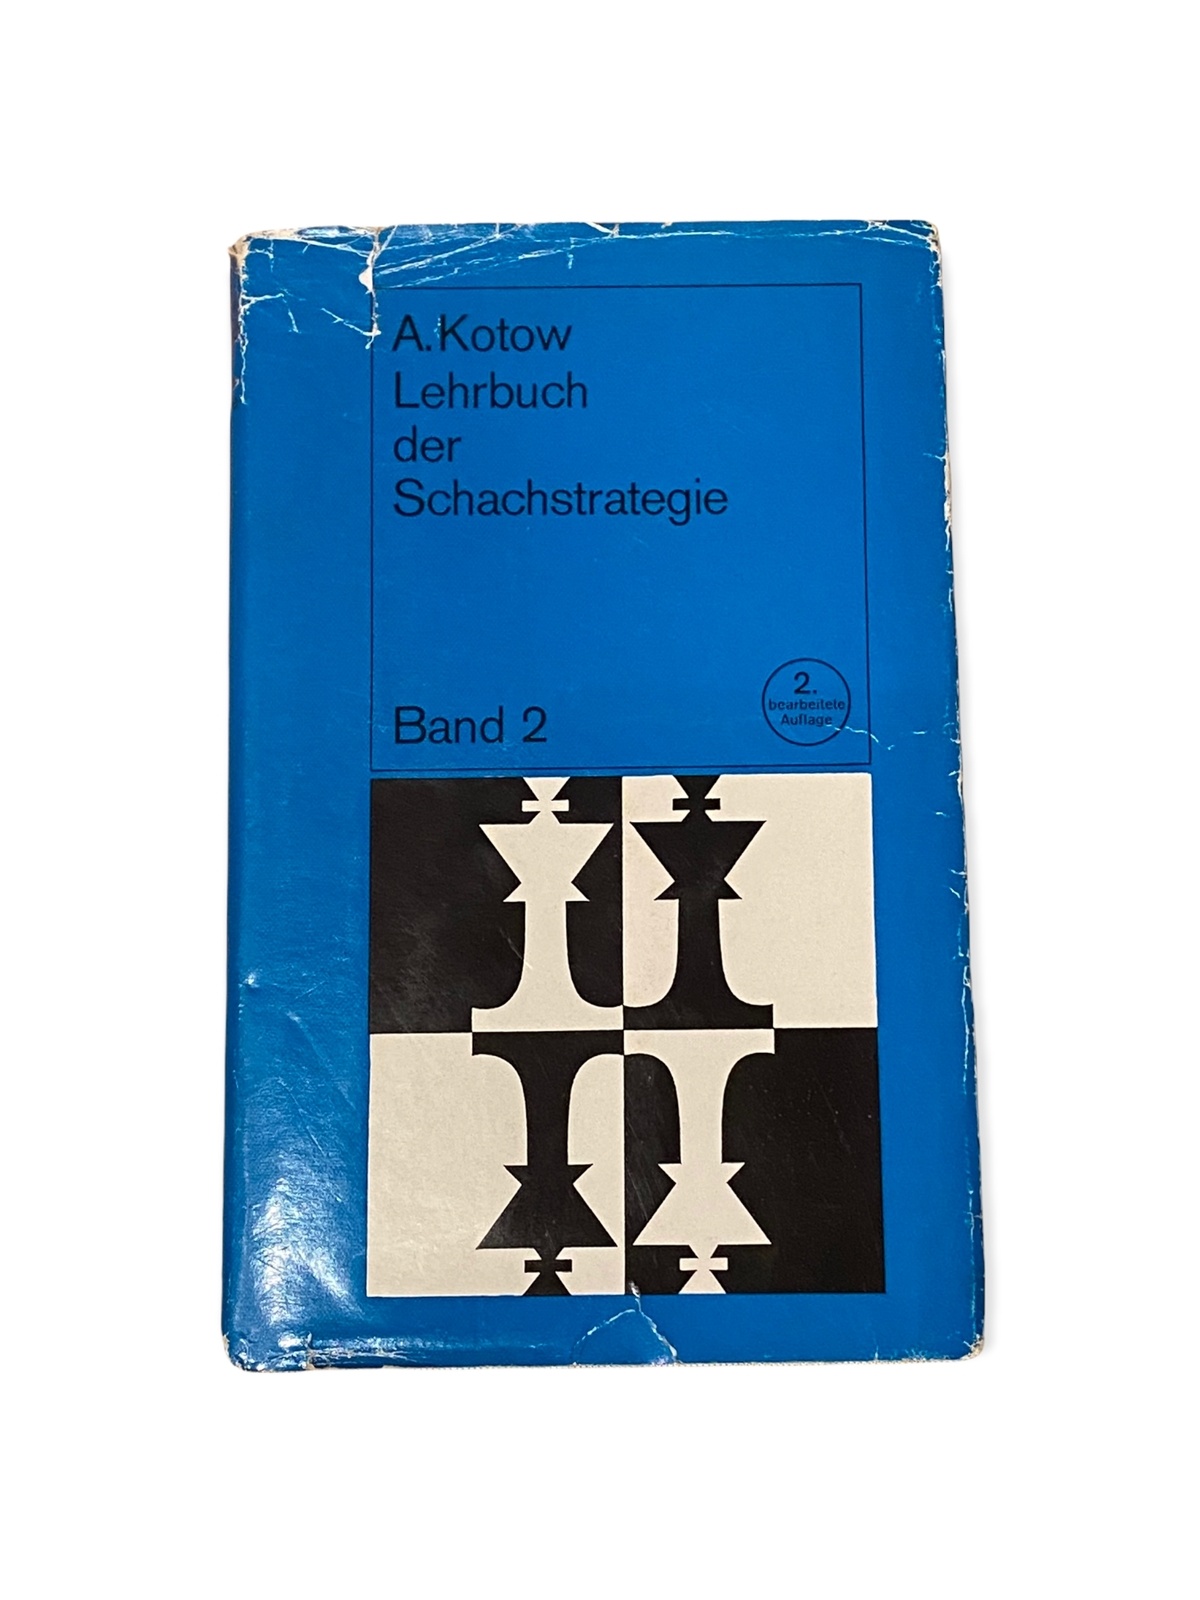 A. Kotow
Lehrbuch
der
Schachstrategie
Band 2
2.
bearbeitete
Auflage